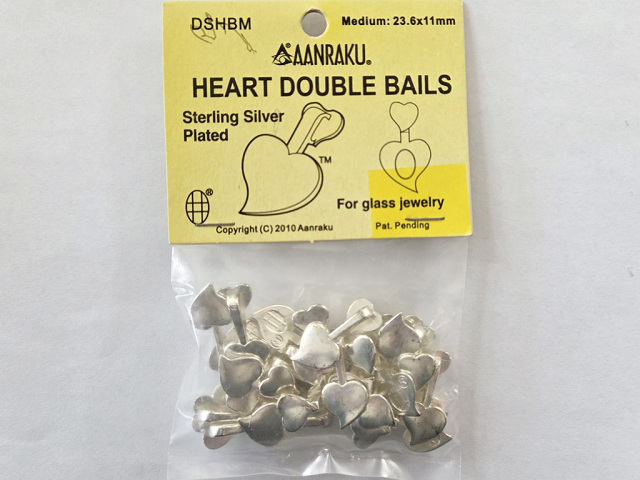 DSHBM
Medium: 23.6x11mm
AANRAKU®
HEART DOUBLE BAILS
Sterling Silver
Plated
TM
®
For glass jewelry
Copyright (C) 2010 Aanraku
Pat. Pending